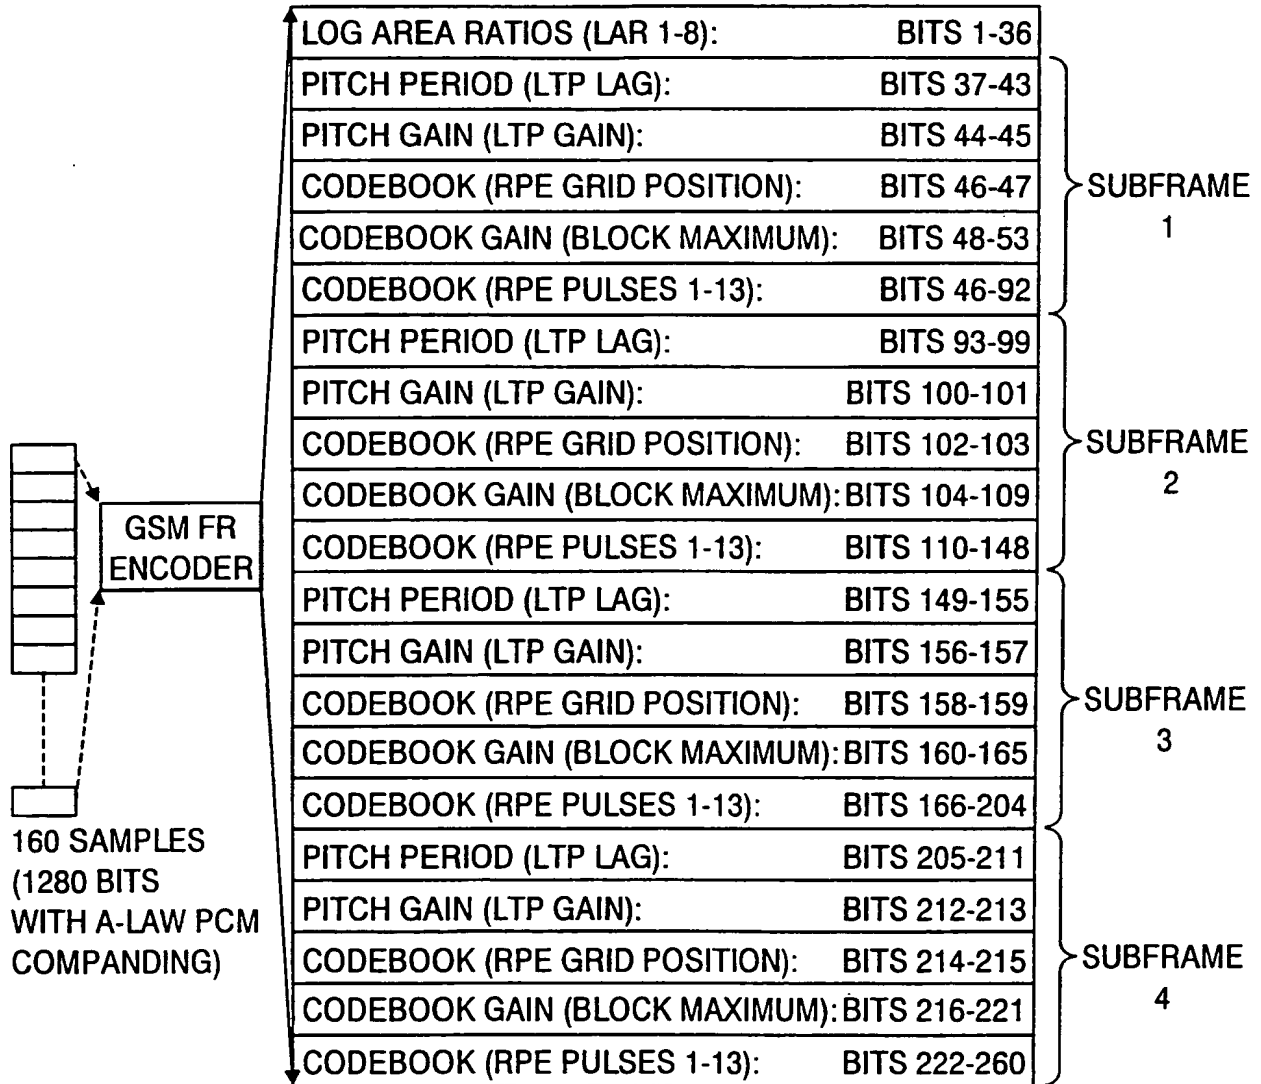 LOG AREA RATIOS (LAR 1-8): BITS 1-36
PITCH PERIOD (LTP LAG): BITS 37-43
PITCH GAIN (LTP GAIN): BITS 44-45
CODEBOOK (RPE GRID POSITION): BITS 46-47
CODEBOOK GAIN (BLOCK MAXIMUM): BITS 48-53
CODEBOOK (RPE PULSES 1-13): BITS 46-92
SUBFRAME
1
PITCH PERIOD (LTP LAG): BITS 93-99
PITCH GAIN (LTP GAIN): BITS 100-101
CODEBOOK (RPE GRID POSITION): BITS 102-103
CODEBOOK GAIN (BLOCK MAXIMUM): BITS 104-109
CODEBOOK (RPE PULSES 1-13): BITS 110-148
SUBFRAME
2
PITCH PERIOD (LTP LAG): BITS 149-155
PITCH GAIN (LTP GAIN): BITS 156-157
CODEBOOK (RPE GRID POSITION): BITS 158-159
CODEBOOK GAIN (BLOCK MAXIMUM): BITS 160-165
CODEBOOK (RPE PULSES 1-13): BITS 166-204
SUBFRAME
3
PITCH PERIOD (LTP LAG): BITS 205-211
PITCH GAIN (LTP GAIN): BITS 212-213
CODEBOOK (RPE GRID POSITION): BITS 214-215
CODEBOOK GAIN (BLOCK MAXIMUM): BITS 216-221
CODEBOOK (RPE PULSES 1-13): BITS 222-260
SUBFRAME
4
GSM FR
ENCODER
160 SAMPLES
(1280 BITS
WITH A-LAW PCM
COMPANDING)